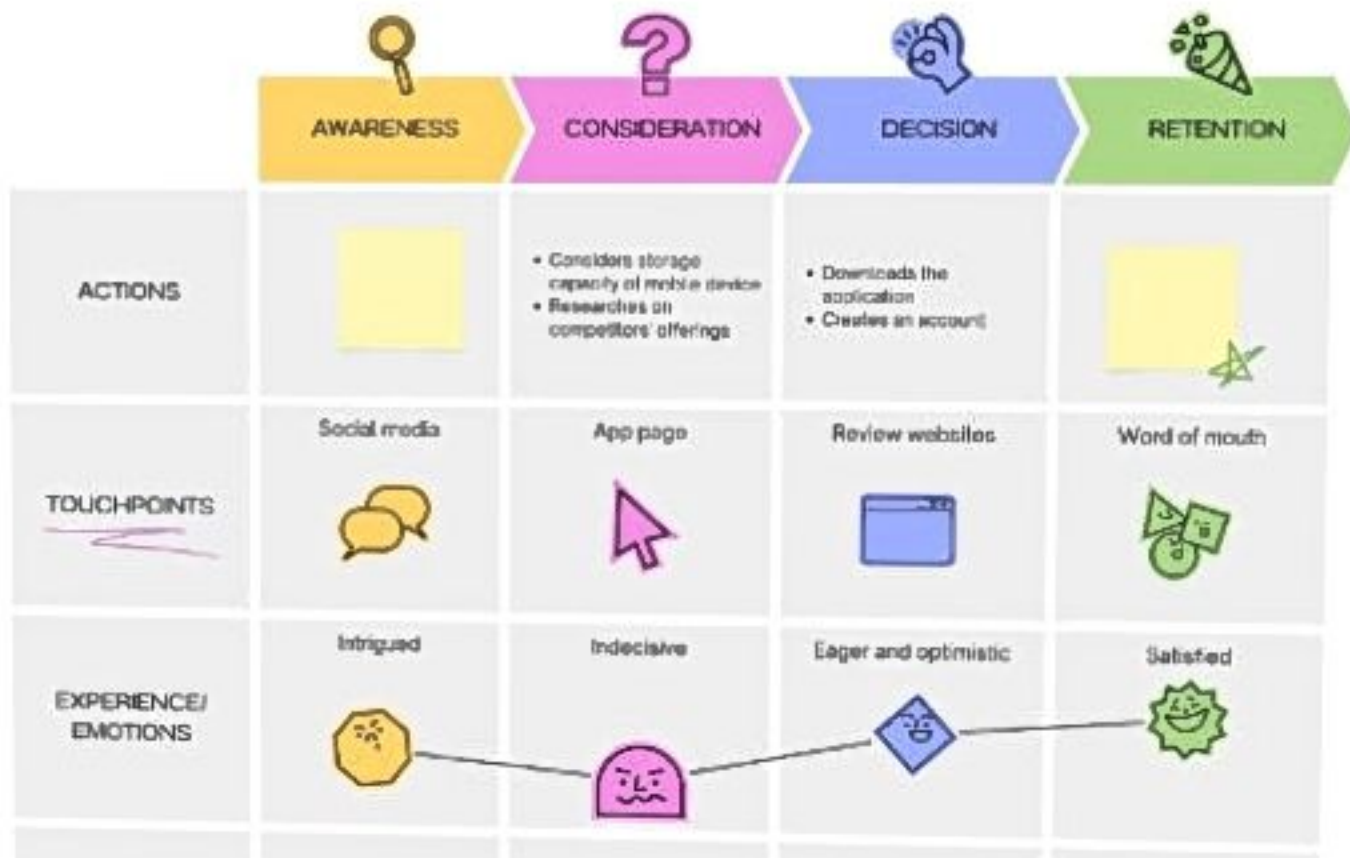 AWARENESS
CONSIDERATION
DECISION
RETENTION
ACTIONS
• Considers storage
capacity of mobile device
• Researches on
competitors' offerings
• Downloads the
application
• Creates an account
TOUCHPOINTS
Social media
App page
Review websites
Word of mouth
EXPERIENCE/
EMOTIONS
Intrigued
Indecisive
Eager and optimistic
Satisfied